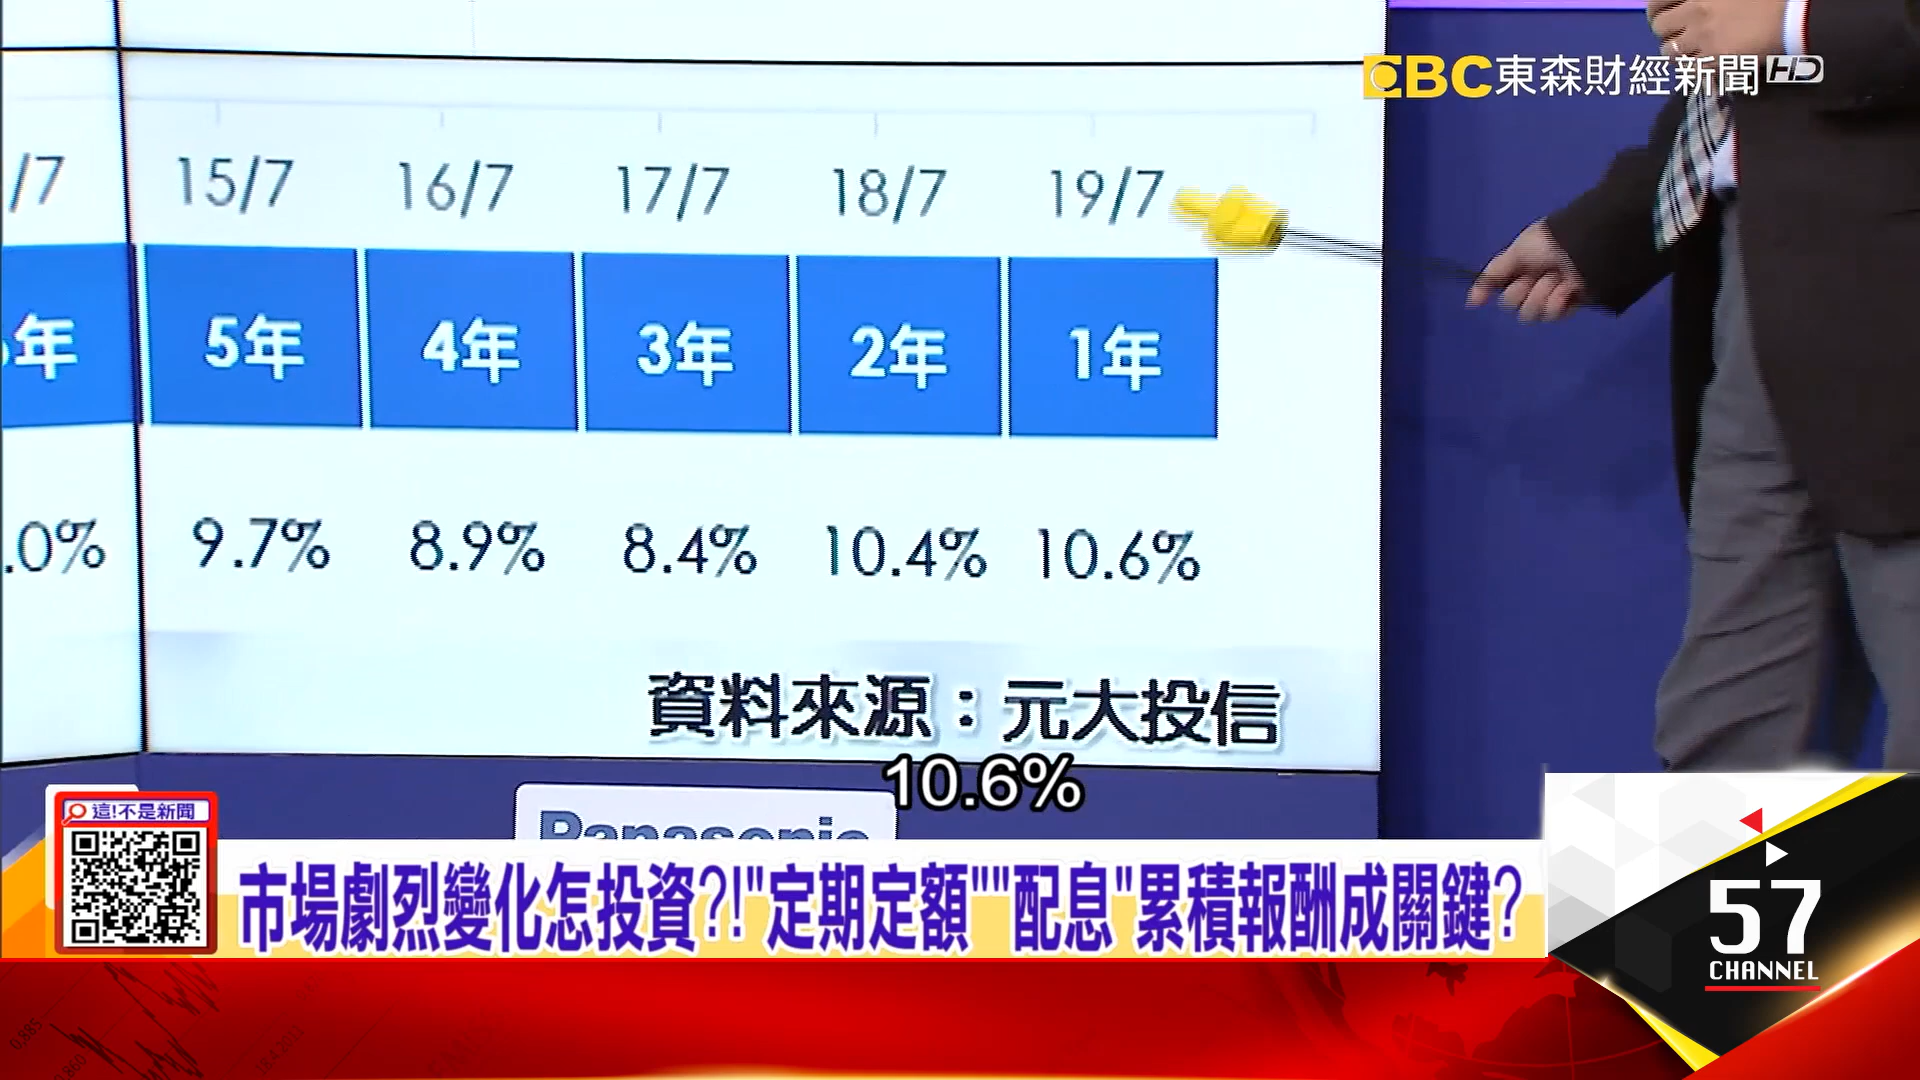 EBC東森財經新聞HD
/7 15/7 16/7 17/7 18/7 19/7
年 5年 4年 3年 2年 1年
.0% 9.7% 8.9% 8.4% 10.4% 10.6%
資料來源：元大投信
10.6%
Panasonic
這!不是新聞
市場劇烈變化怎投資?!"定期定額""配息"累積報酬成關鍵?
57
CHANNEL